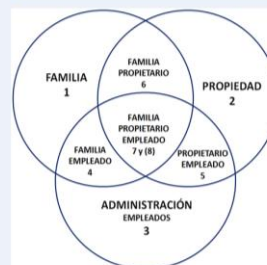 FAMILIA
1
FAMILIA
PROPIETARIO
6
PROPIEDAD
2
FAMILIA
PROPIETARIO
EMPLEADO
7 y (8)
FAMILIA
EMPLEADO
4
PROPIETARIO
EMPLEADO
5
ADMINISTRACIÓN
EMPLEADOS
3